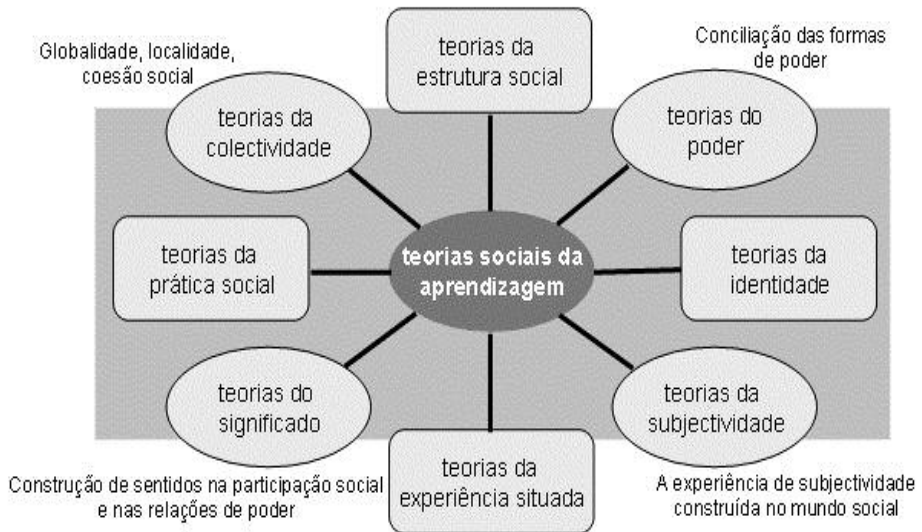 Globalidade, localidade,
coesão social
teorias da
estrutura social
Conciliação das formas
de poder
teorias da
colectividade
teorias do
poder
teorias da
prática social
teorias sociais da
aprendizagem
teorias da
identidade
teorias do
significado
teorias da
subjectividade
teorias da
experiência situada
Construção de sentidos na participação social
e nas relações de poder
A experiência de subjectividade
construída no mundo social